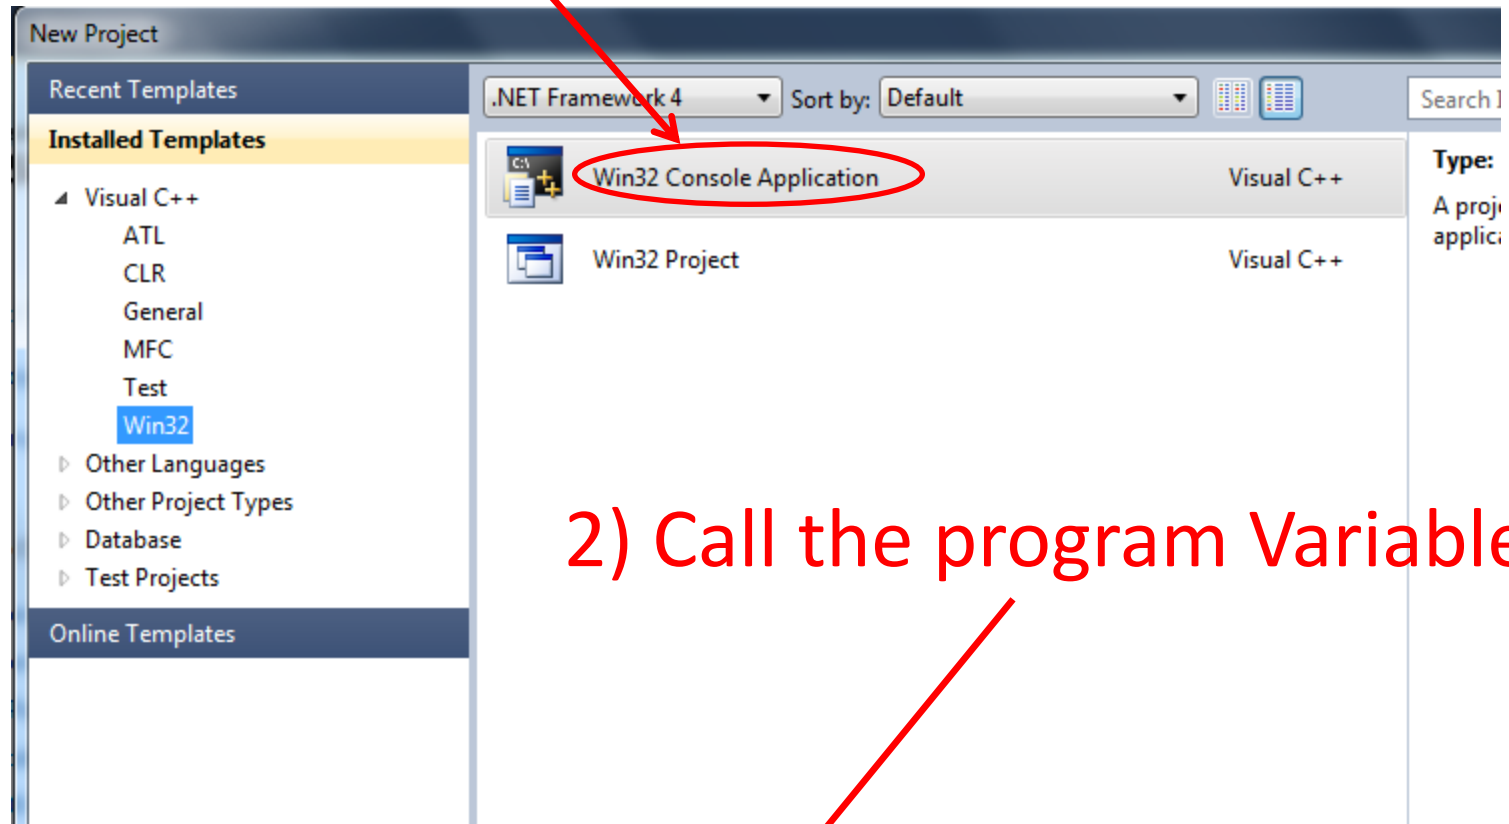 New Project
Recent Templates
Installed Templates
Visual C++
ATL
CLR
General
MFC
Test
Win32
Other Languages
Other Project Types
Database
Test Projects
Online Templates
.NET Framework 4 Sort by: Default
Search
Win32 Console Application Visual C++
Win32 Project Visual C++
Type:
A
2) Call the program